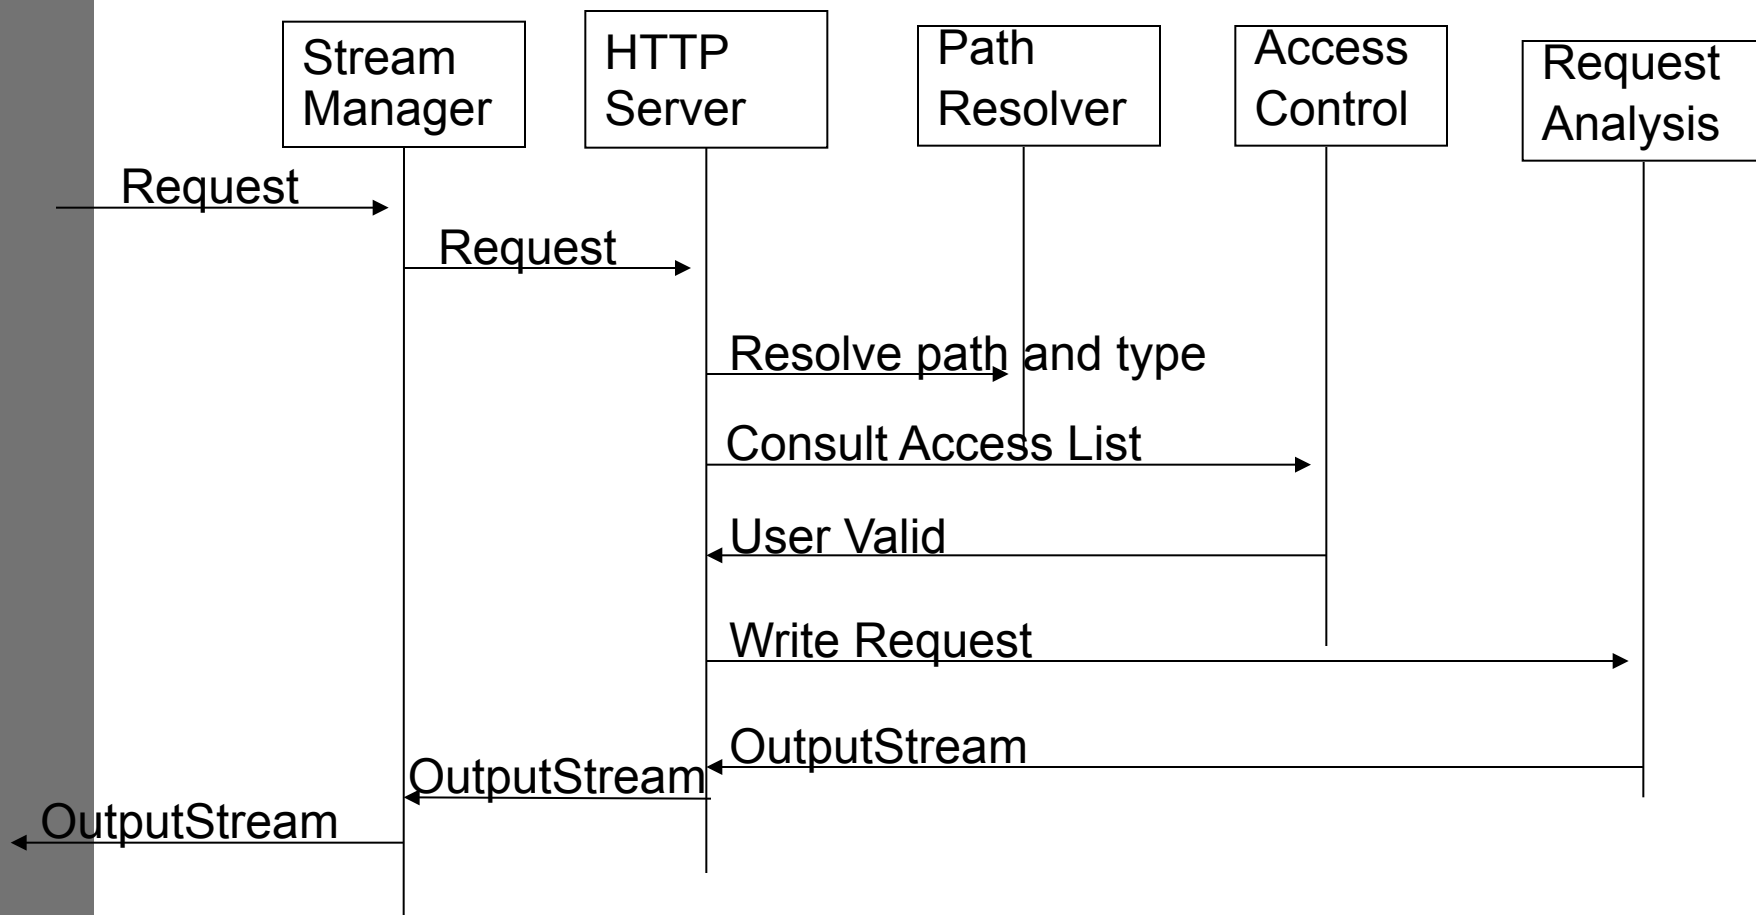 Stream
Manager
HTTP
Server
Path
Resolver
Access
Control
Request
Analysis
Request
Request
Resolve path and type
Consult Access List
User Valid
Write Request
OutputStream
OutputStream
OutputStream